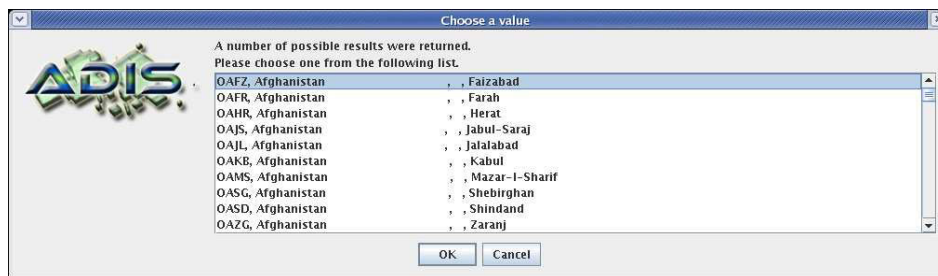 Choose a value
ADIS
A number of possible results were returned.
Please choose one from the following list.
OAFZ, Afghanistan , , Faizabad
OAFR, Afghanistan , , Farah
OAHR, Afghanistan , , Herat
OAJS, Afghanistan , , Jabul-Saraj
OAJL, Afghanistan , , Jalalabad
OAKB, Afghanistan , , Kabul
OAMS, Afghanistan , , Mazar-I-Sharif
OASG, Afghanistan , , Shebirghan
OASD, Afghanistan , , Shindand
OAZG, Afghanistan , , Zaranj
OK Cancel